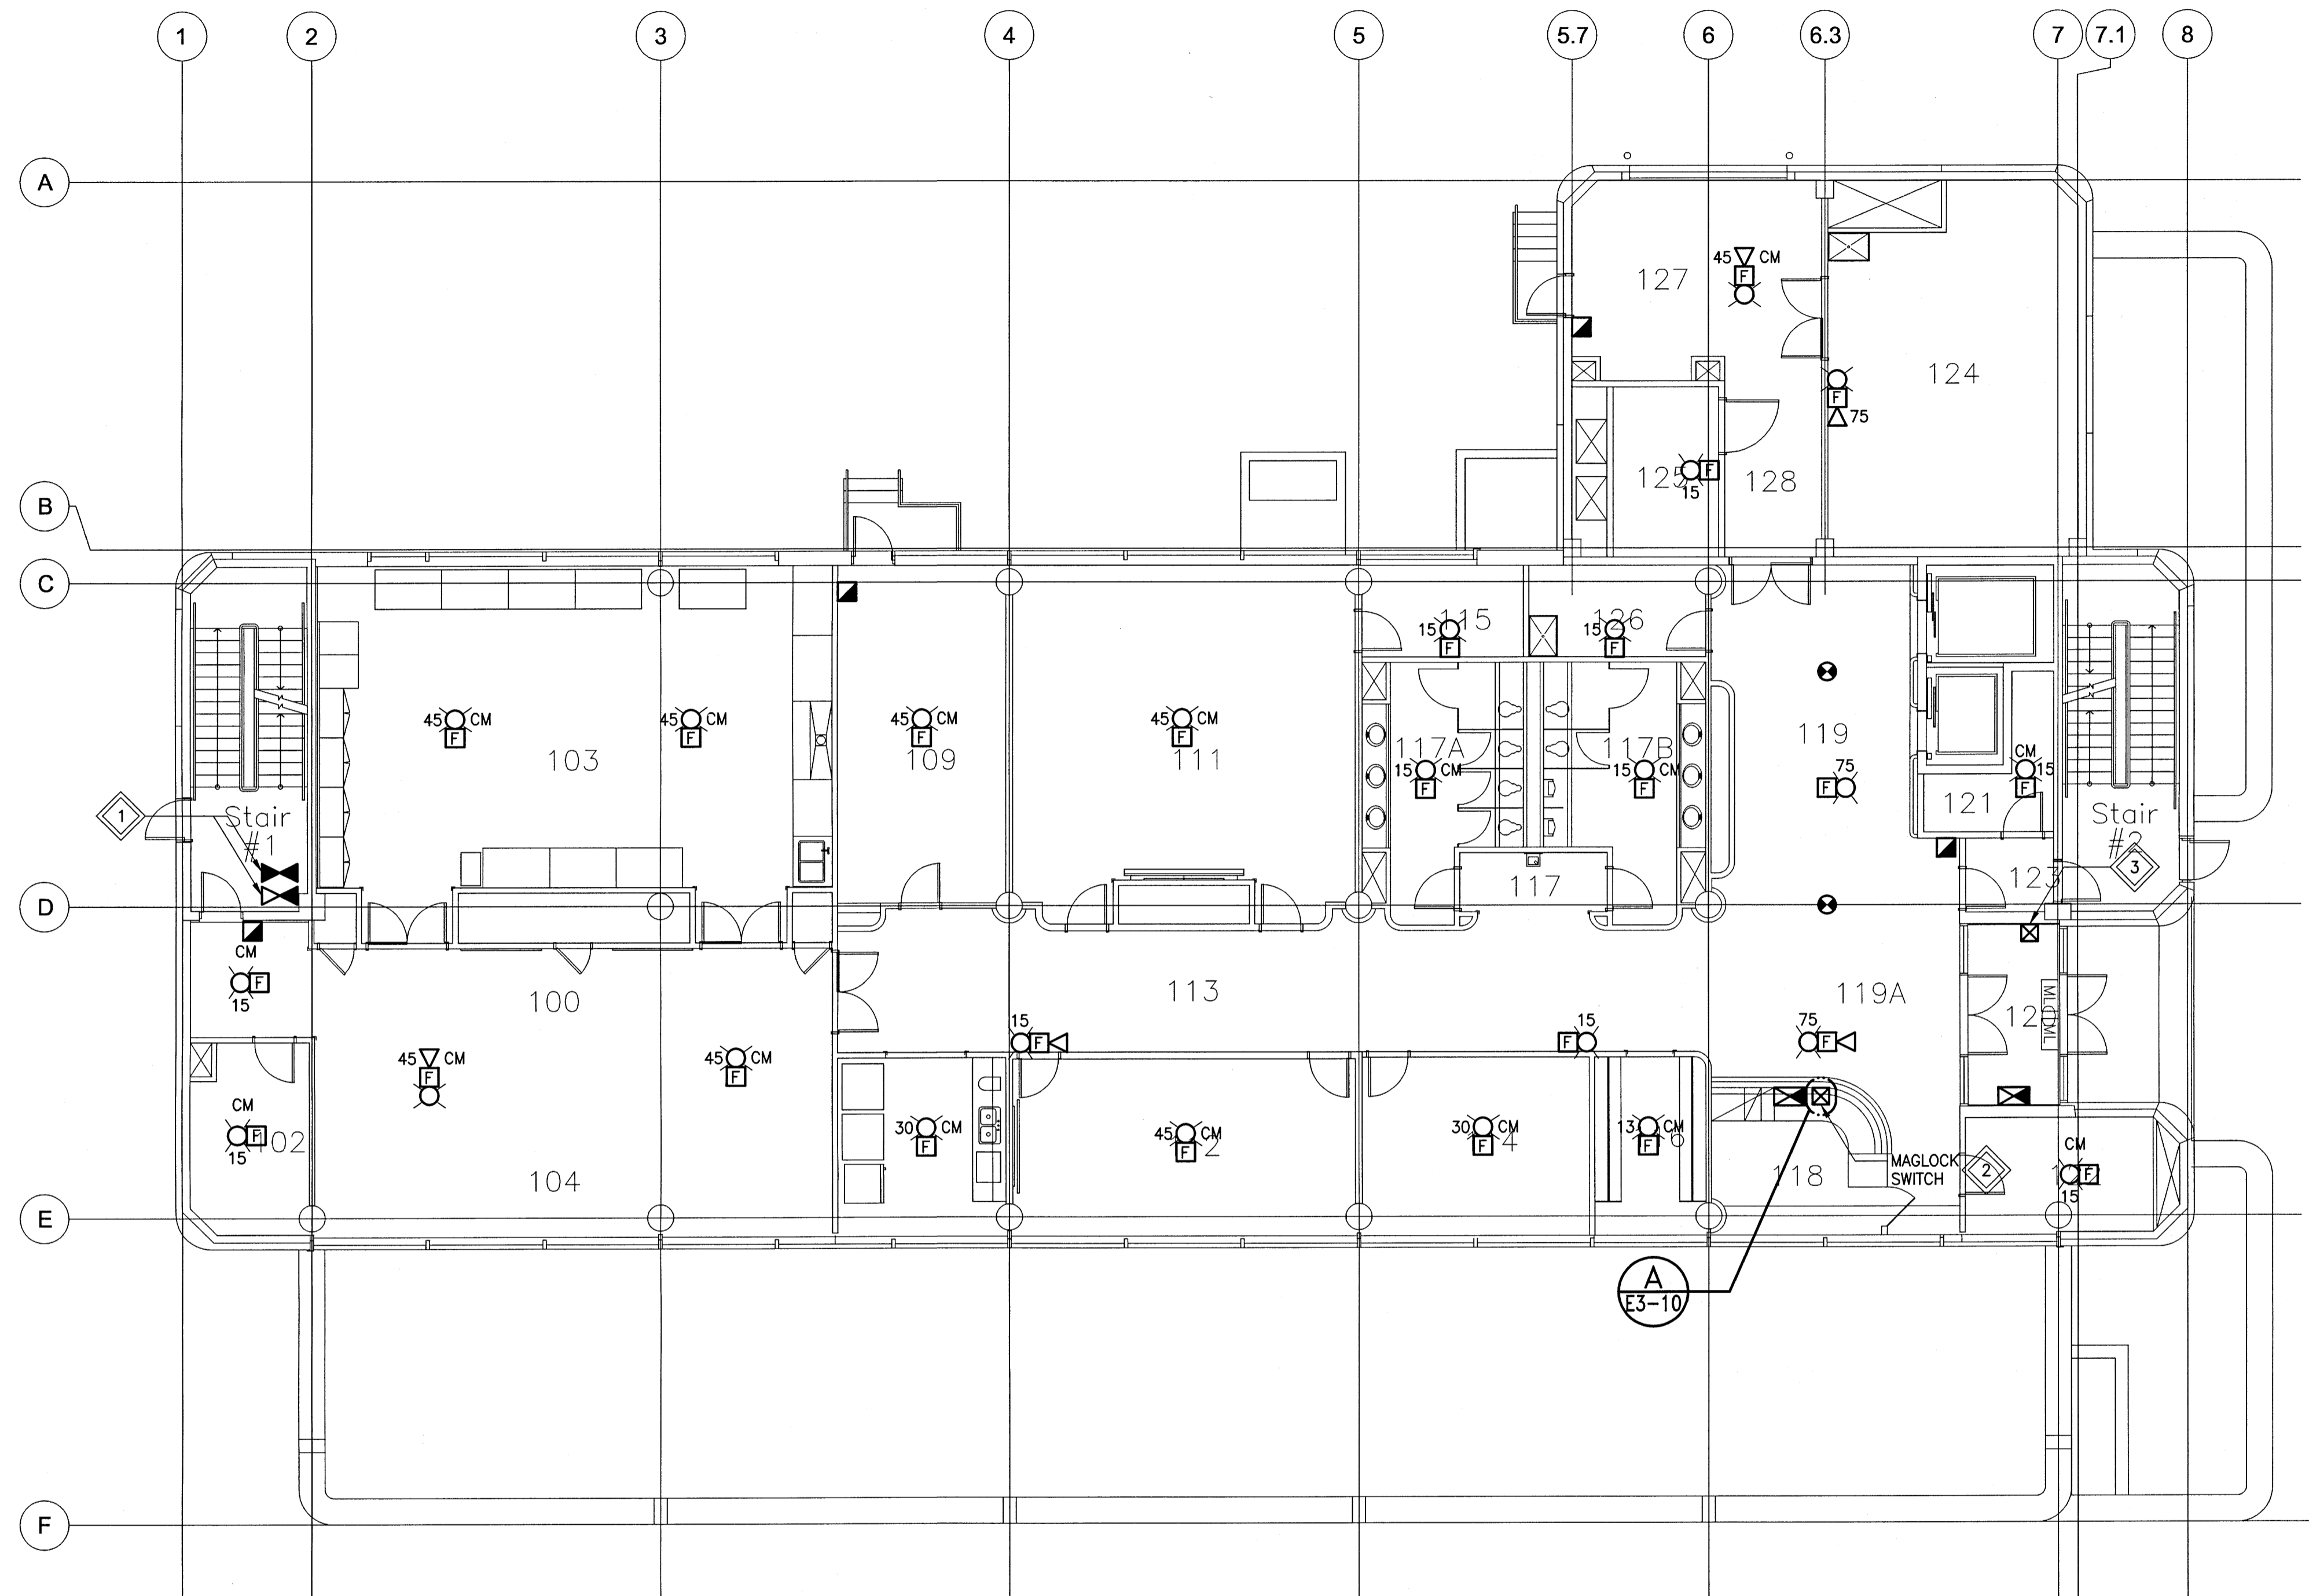 1 2 3 4 5 5.7 6 6.3 7 7.1 8
A
45 CM
F
127
124
F
75
B
125 F 128
15
C
15 115
F
15 126
F
45 CM
F
45 CM
F
45 CM
F
45 CM
F
103
109
111
119
117A
15 CM
F
117B
15 CM
F
75
F
CM
15
F
121
1
Stair
#1
Stair
#2
3
123
117
D
CM
F
15
100
113
119A
MLDML
15
F
15
F
75
F
45 CM
F
45 CM
F
CM
F 102
15
30 CM
F
45 CM
F
30 CM
F
13 CM
F
104
118
MAGLOCK
SWITCH
2
CM
F
15
E
A
E3-10
F